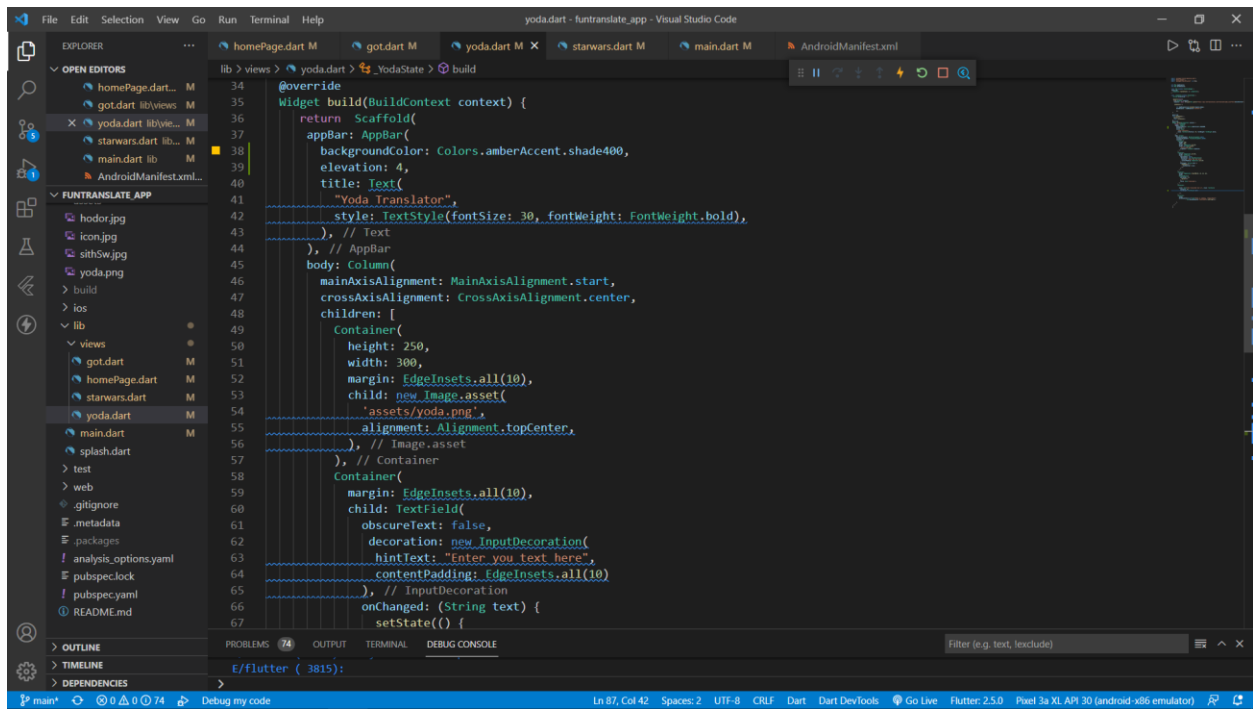 File Edit Selection View Go Run Terminal Help
yoda.dart - funtranslate_app - Visual Studio Code
EXPLORER
OPEN EDITORS
homePage.dart... M
got.dart lib\views M
yoda.dart lib\vie... M
starwars.dart lib... M
main.dart lib M
AndroidManifest.xml...
FUNTRANSLATE_APP
hodor.jpg
icon.jpg
sithSw.jpg
yoda.png
build
ios
lib
views
got.dart M
homePage.dart M
starwars.dart M
yoda.dart M
main.dart M
splash.dart
test
web
.gitignore
.metadata
.packages
analysis_options.yaml
pubspec.lock
pubspec.yaml
README.md
OUTLINE
TIMELINE
DEPENDENCIES
5
1
homePage.dart M got.dart M yoda.dart M starwars.dart M main.dart M AndroidManifest.xml
lib > views > yoda.dart > _YodaState > build
34 @override
35 Widget build(BuildContext context) {
36 return Scaffold(
37 appBar: AppBar(
38 backgroundColor: Colors.amberAccent.shade400,
39 elevation: 4,
40 title: Text(
41 "Yoda Translator",
42 style: TextStyle(fontSize: 30, fontWeight: FontWeight.bold),
43 ), // Text
44 ), // AppBar
45 body: Column(
46 mainAxisAlignment: MainAxisAlignment.start,
47 crossAxisAlignment: CrossAxisAlignment.center,
48 children: [
49 Container(
50 height: 250,
51 width: 300,
52 margin: EdgeInsets.all(10),
53 child: new Image.asset(
54 'assets/yoda.png',
55 alignment: Alignment.topCenter,
56 ), // Image.asset
57 ), // Container
58 Container(
59 margin: EdgeInsets.all(10),
60 child: TextField(
61 obscureText: false,
62 decoration: new InputDecoration(
63 hintText: "Enter you text here",
64 contentPadding: EdgeInsets.all(10)
65 ), // InputDecoration
66 onChanged: (String text) {
67 setState(() {
PROBLEMS 74 OUTPUT TERMINAL DEBUG CONSOLE
Filter (e.g. text, !exclude)
E/flutter ( 3815):
>
main* 0 0 74 Debug my code
Ln 87, Col 42 Spaces: 2 UTF-8 CRLF Dart Dart DevTools Go Live Flutter: 2.5.0 Pixel 3a XL API 30 (android-x86 emulator)